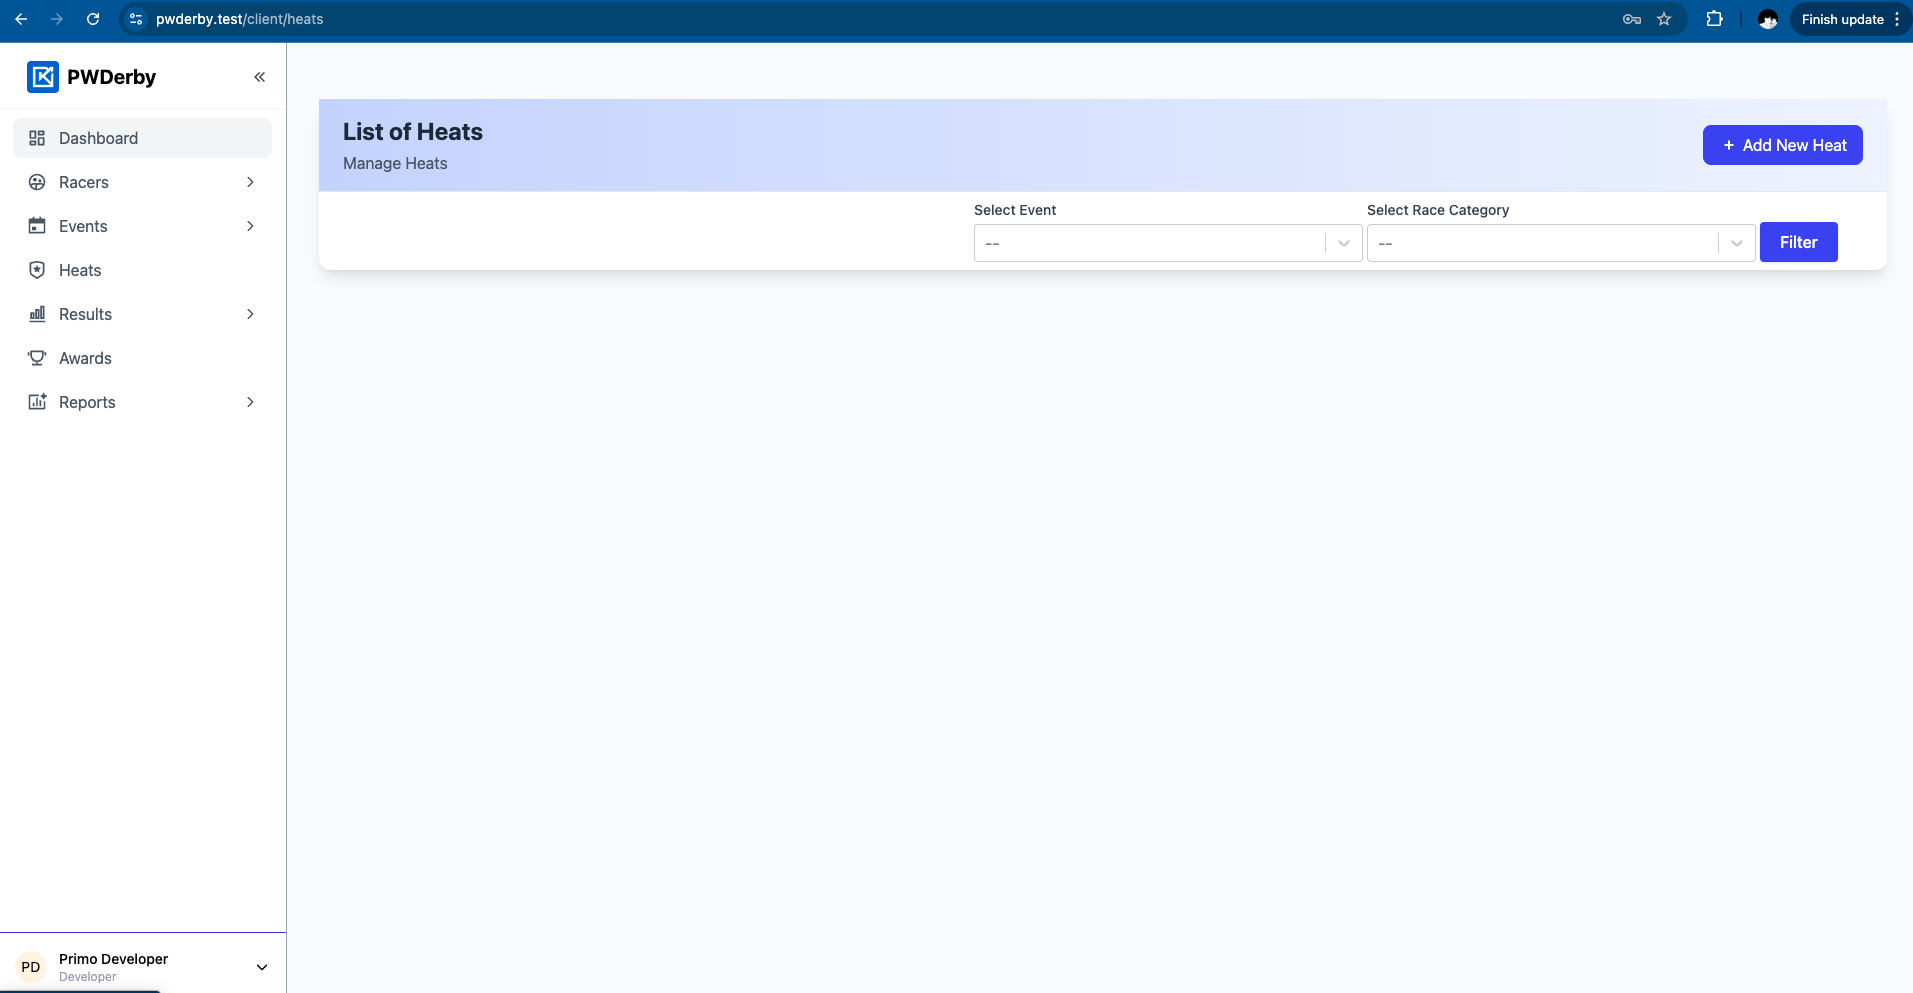 pwderby.test/client/heats
Finish update
PWDerby
Dashboard
Racers
Events
Heats
Results
Awards
Reports
List of Heats
Manage Heats
+ Add New Heat
Select Event
Select Race Category
--
--
Filter
PD
Primo Developer
Developer